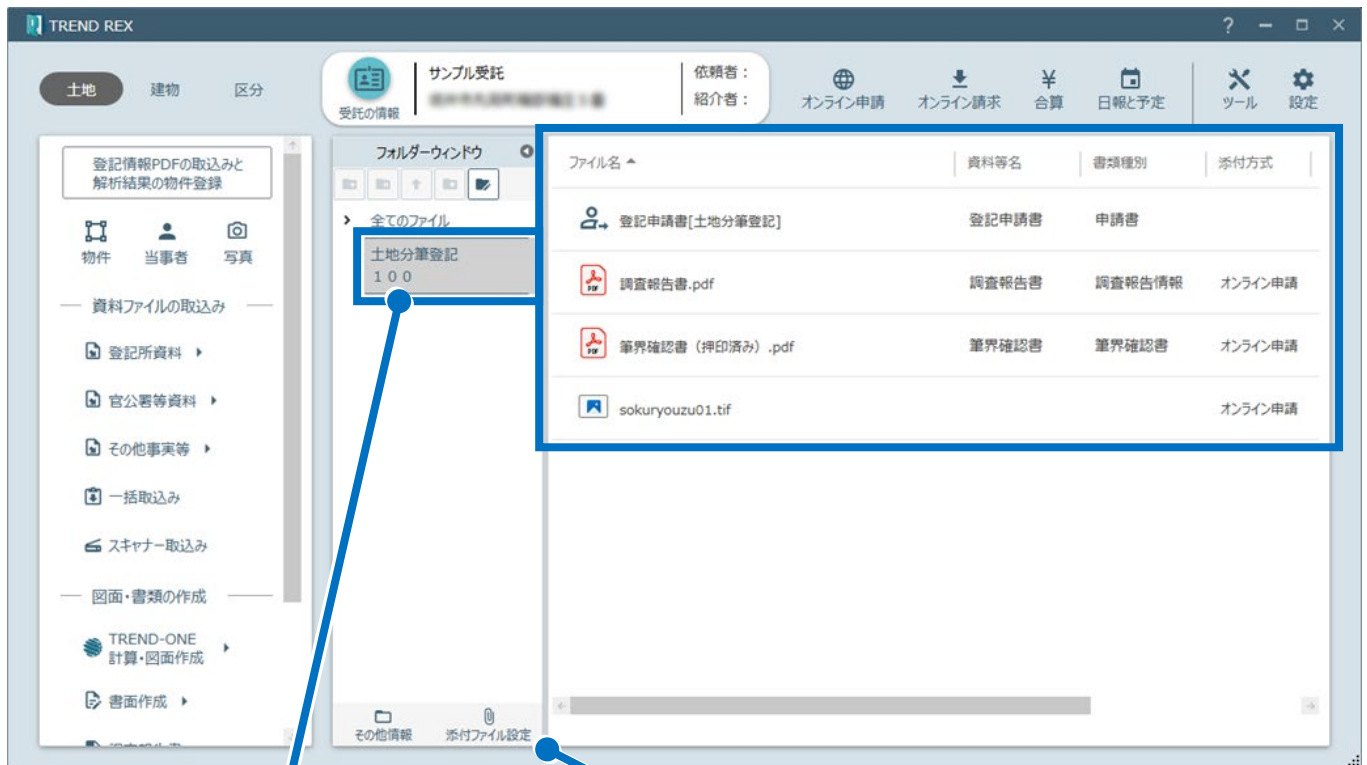 TREND REX
土地 建物 区分
受託の情報
サンプル受託
依頼者：
紹介者：
オンライン申請 オンライン請求 合算 日報と予定 ツール 設定
登記情報PDFの取込みと
解析結果の物件登録
物件 当事者 写真
資料ファイルの取込み
登記所資料
官公署等資料
その他事実等
一括取込み
スキャナー取込み
図面・書類の作成
TREND-ONE
計算・図面作成
書面作成
フォルダーウィンドウ
全てのファイル
土地分筆登記
１００
その他情報 添付ファイル設定
ファイル名 資料等名 書類種別 添付方式
登記申請書[土地分筆登記] 登記申請書 申請書
調査報告書.pdf 調査報告書 調査報告情報 オンライン申請
筆界確認書（押印済み）.pdf 筆界確認書 筆界確認書 オンライン申請
sokuryouzu01.tif オンライン申請